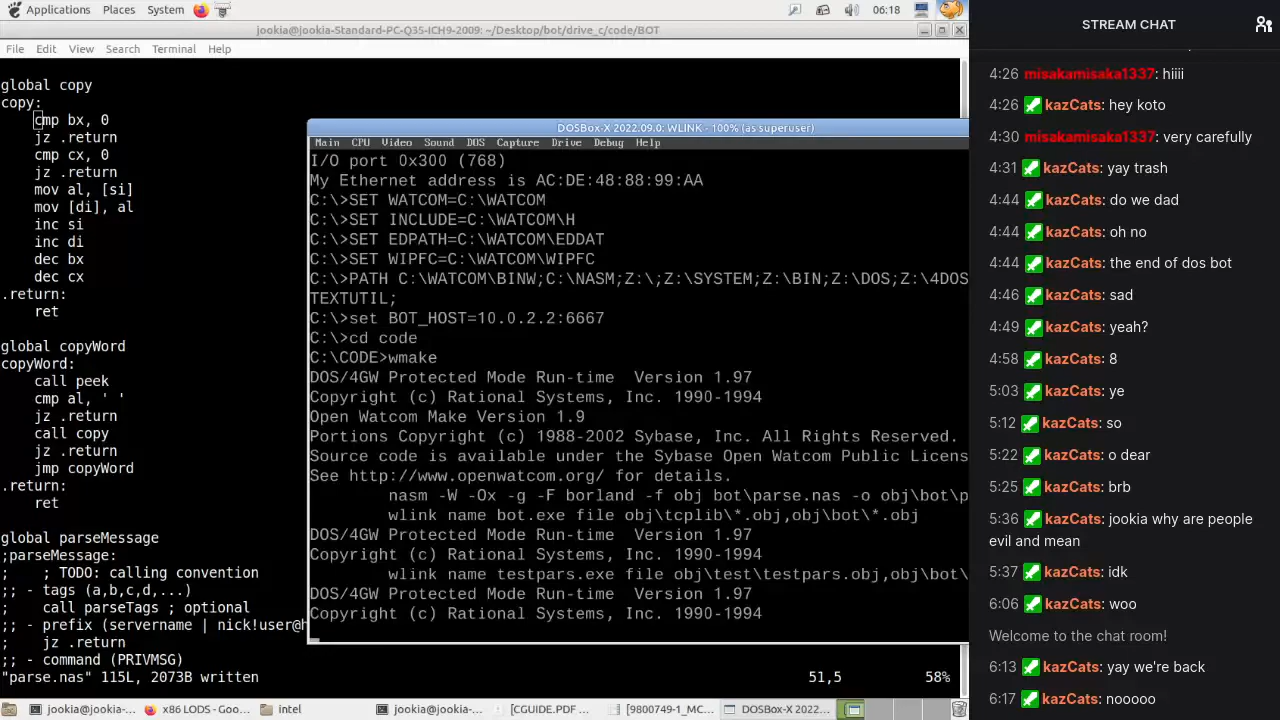 Applications Places System
06:18
jookia@jookia-Standard-PC-Q35-ICH9-2009: ~/Desktop/bot/drive_c/code/BOT
File Edit View Search Terminal Help
global copy
copy:
cmp bx, 0
jz .return
cmp cx, 0
jz .return
mov al, [si]
mov [di], al
inc si
inc di
dec bx
dec cx
.return:
ret
global copyWord
copyWord:
call peek
cmp al, ' '
jz .return
call copy
jz .return
jmp copyWord
.return:
ret
global parseMessage
;parseMessage:
; ; TODO: calling convention
;; - tags (a,b,c,d,...)
; call parseTags ; optional
;; - prefix (servername | nick!user@h
; jz .return
;; - command (PRIVMSG)
"parse.nas" 115L, 2073B written
51,5
58%
DOSBox-X 2022.09.0: WLINK - 100% (as superuser)
Main CPU Video Sound DOS Capture Drive Debug Help
I/O port 0x300 (768)
My Ethernet address is AC:DE:48:88:99:AA
C:\>SET WATCOM=C:\WATCOM
C:\>SET INCLUDE=C:\WATCOM\H
C:\>SET EDPATH=C:\WATCOM\EDDAT
C:\>SET WIPFC=C:\WATCOM\WIPFC
C:\>PATH C:\WATCOM\BINW;C:\NASM;Z:\;Z:\SYSTEM;Z:\BIN;Z:\DOS;Z:\4DOS
TEXTUTIL;
C:\>set BOT_HOST=10.0.2.2:6667
C:\>cd code
C:\CODE>wmake
DOS/4GW Protected Mode Run-time Version 1.97
Copyright (c) Rational Systems, Inc. 1990-1994
Open Watcom Make Version 1.9
Portions Copyright (c) 1988-2002 Sybase, Inc. All Rights Reserved.
Source code is available under the Sybase Open Watcom Public Licens
See http://www.openwatcom.org/ for details.
nasm -W -Ox -g -F borland -f obj bot\parse.nas -o obj\bot\p
wlink name bot.exe file obj\tcplib\*.obj,obj\bot\*.obj
DOS/4GW Protected Mode Run-time Version 1.97
Copyright (c) Rational Systems, Inc. 1990-1994
wlink name testpars.exe file obj\test\testpars.obj,obj\bot\
DOS/4GW Protected Mode Run-time Version 1.97
Copyright (c) Rational Systems, Inc. 1990-1994
jookia@jookia-...
x86 LODS - Goo...
intel
jookia@jookia-...
[CGUIDE.PDF ...
[9800749-1_MC...
DOSBox-X 2022...
STREAM CHAT
4:26 misakamisaka1337: hiiii
4:26 kazCats: hey koto
4:30 misakamisaka1337: very carefully
4:31 kazCats: yay trash
4:44 kazCats: do we dad
4:44 kazCats: oh no
4:44 kazCats: the end of dos bot
4:46 kazCats: sad
4:49 kazCats: yeah?
4:58 kazCats: 8
5:03 kazCats: ye
5:12 kazCats: so
5:22 kazCats: o dear
5:25 kazCats: brb
5:36 kazCats: jookia why are people
evil and mean
5:37 kazCats: idk
6:06 kazCats: woo
Welcome to the chat room!
6:13 kazCats: yay we're back
6:17 kazCats: nooooo